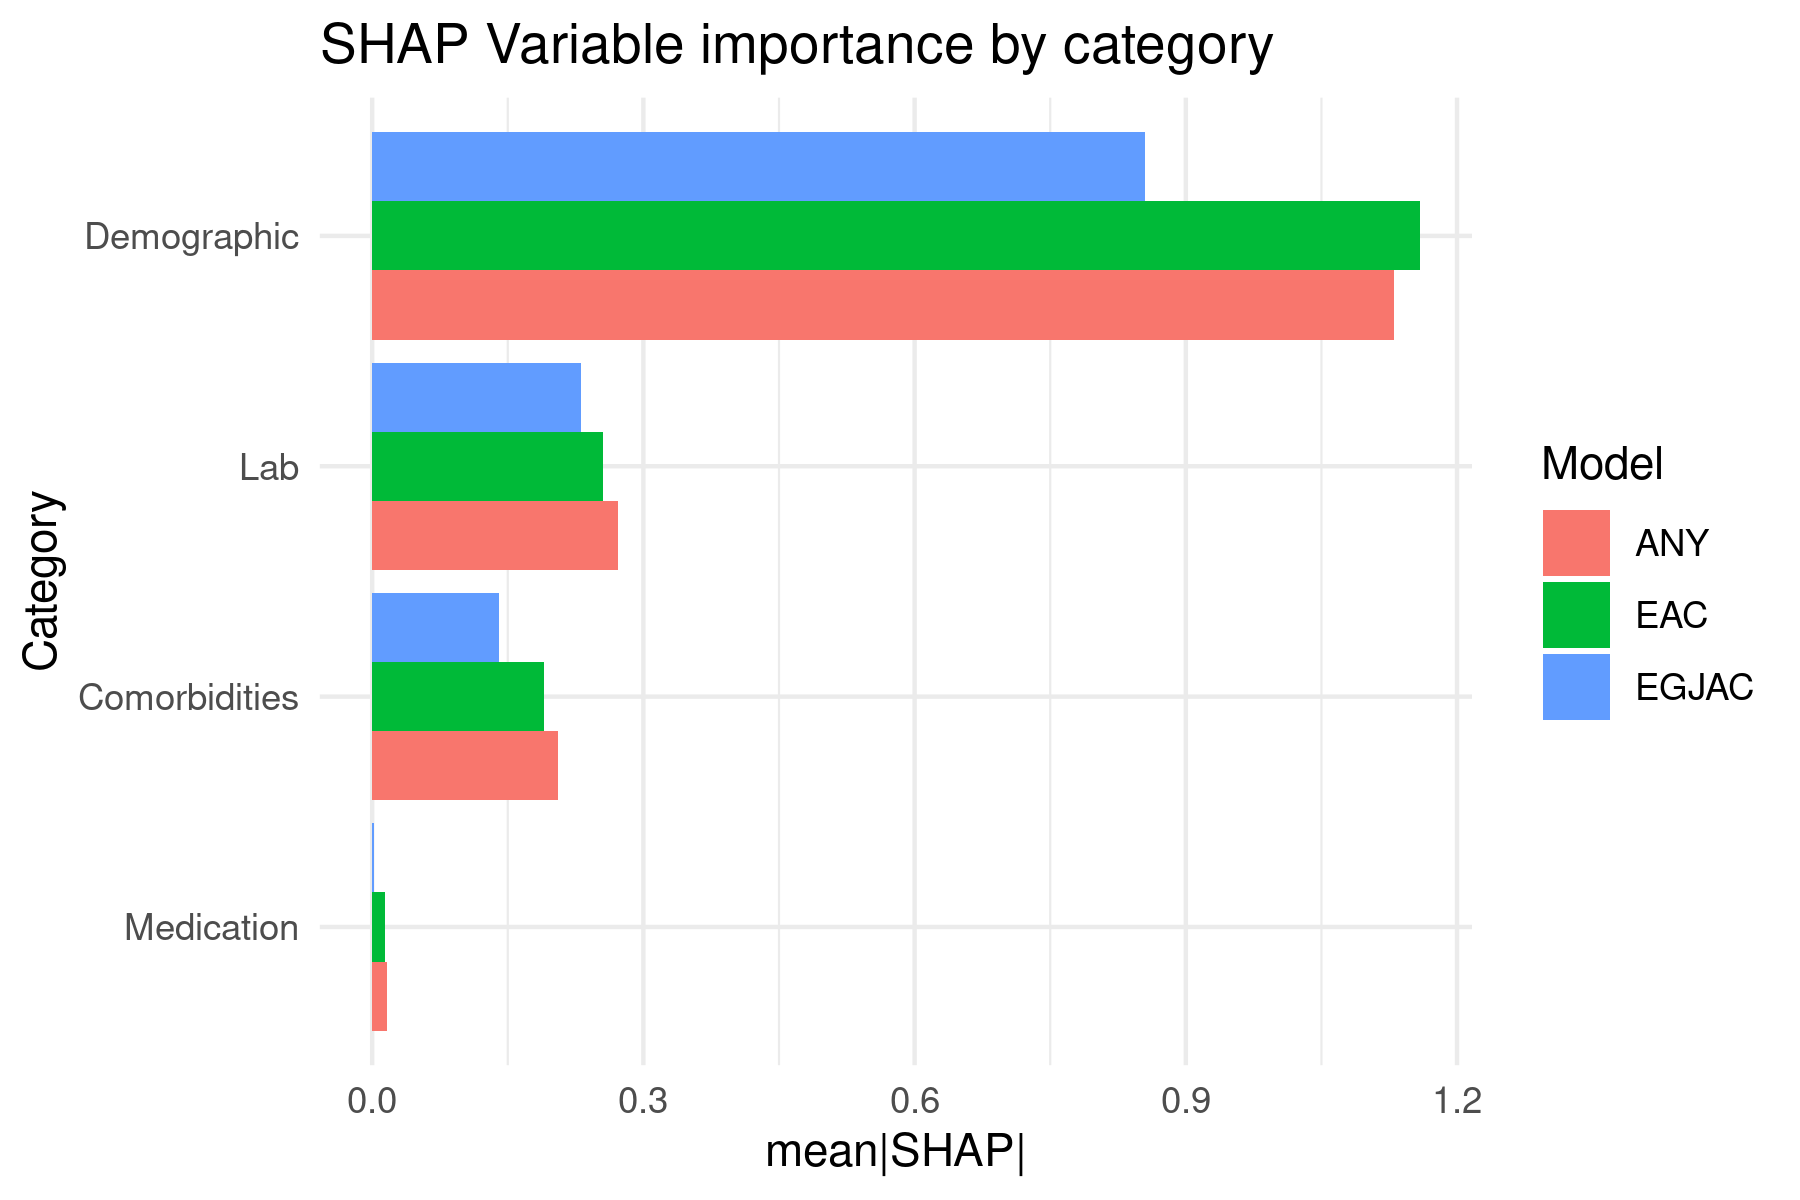 SHAP Variable importance by category
Category
Demographic
Lab
Comorbidities
Medication
0.0
0.3
0.6
0.9
1.2
mean|SHAP|
Model
ANY
EAC
EGJAC